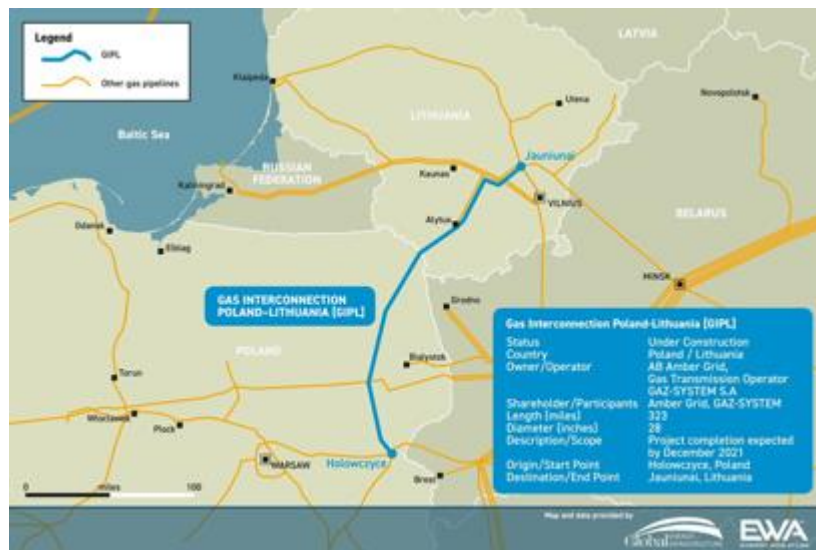 Legend
GIPL
Other gas pipelines
LATVIA
Klaipeda
Utena
Novopolotsk
LITHUANIA
Baltic Sea
Jauniunai
RUSSIAN
FEDERATION
Kaunas
Kaliningrad
VILNIUS
Alytus
BELARUS
Gdansk
Elblag
MINSK
GAS INTERCONNECTION
POLAND–LITHUANIA [GIPL]
Grodno
POLAND
Bialystok
Torun
Wloclawek
Plock
WARSAW
Holowczyce
Brest
0 miles 100
Gas Interconnection Poland-Lithuania [GIPL]
Status Under Construction
Country Poland / Lithuania
Owner/Operator AB Amber Grid,
Gas Transmission Operator
GAZ-SYSTEM S.A
Shareholder/Participants Amber Grid, GAZ-SYSTEM
Length [miles] 323
Diameter [inches] 28
Description/Scope Project completion expected
by December 2021
Origin/Start Point Holowczyce, Poland
Destination/End Point Jauniunai, Lithuania
Map and data provided by
Global
EWA